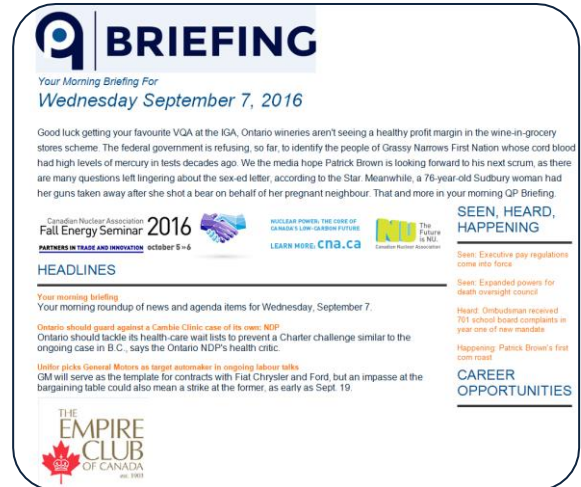 BRIEFING
Your Morning Briefing For
Wednesday September 7, 2016
Good luck getting your favourite VQA at the IGA, Ontario wineries aren't seeing a healthy profit margin in the wine-in-grocery
stores scheme. The federal government is refusing, so far, to identify the people of Grassy Narrows First Nation whose cord blood
had high levels of mercury in tests decades ago. We the media hope Patrick Brown is looking forward to his next scrum, as there
are many questions left lingering about the sex-ed letter, according to the Star. Meanwhile, a 76-year-old Sudbury woman had
her guns taken away after she shot a bear on behalf of her pregnant neighbour. That and more in your morning QP Briefing.
Canadian Nuclear Association
Fall Energy Seminar 2016
PARTNERS IN TRADE AND INNOVATION october 5 to 6
NUCLEAR POWER: THE CORE OF
CANADA'S LOW-CARBON FUTURE
LEARN MORE: cna.ca
NU
The
Future
is NU.
Canadian Nuclear Association
HEADLINES
Your morning briefing
Your morning roundup of news and agenda items for Wednesday, September 7.
Ontario should guard against a Cambie Clinic case of its own: NDP
Ontario should tackle its health-care wait lists to prevent a Charter challenge similar to the
ongoing case in B.C., says the Ontario NDP's health critic.
Unifor picks General Motors as target automaker in ongoing labour talks
GM will serve as the template for contracts with Fiat Chrysler and Ford, but an impasse at the
bargaining table could also mean a strike at the former, as early as Sept. 19.
THE
EMPIRE
CLUB
OF CANADA
est. 1903
SEEN, HEARD,
HAPPENING
Seen: Executive pay regulations
come into force
Seen: Expanded powers for
death oversight council
Heard: Ombudsman received
701 school board complaints in
year one of new mandate
Happening: Patrick Brown's first
corn roast
CAREER
OPPORTUNITIES